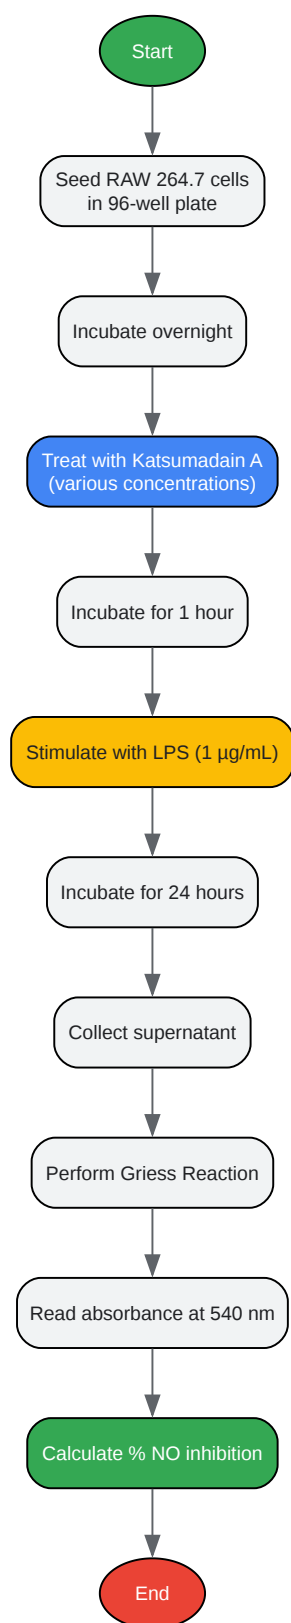 Start
Seed RAW 264.7 cells
in 96-well plate
Incubate overnight
Treat with Katsumadain A
(various concentrations)
Incubate for 1 hour
Stimulate with LPS (1 µg/mL)
Incubate for 24 hours
Collect supernatant
Perform Griess Reaction
Read absorbance at 540 nm
Calculate % NO inhibition
End